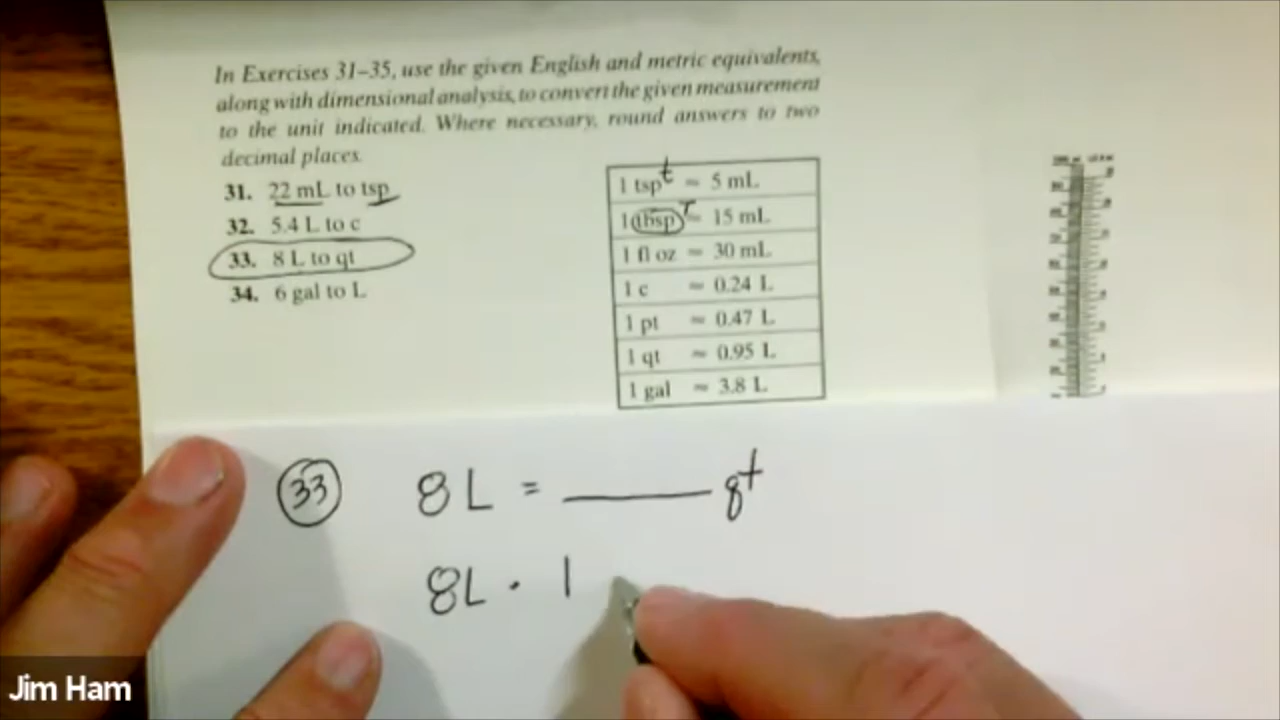 In Exercises 31–35, use the given English and metric equivalents,
along with dimensional analysis, to convert the given measurement
to the unit indicated. Where necessary, round answers to two
decimal places.
31. 22 mL to tsp
32. 5.4 L to c
33. 8 L to qt
34. 6 gal to L
1 tsp t ≈ 5 mL
1 tbsp T ≈ 15 mL
1 fl oz ≈ 30 mL
1 c ≈ 0.24 L
1 pt ≈ 0.47 L
1 qt ≈ 0.95 L
1 gal ≈ 3.8 L
33 8L = ____ qt
8L · 1
Jim Ham